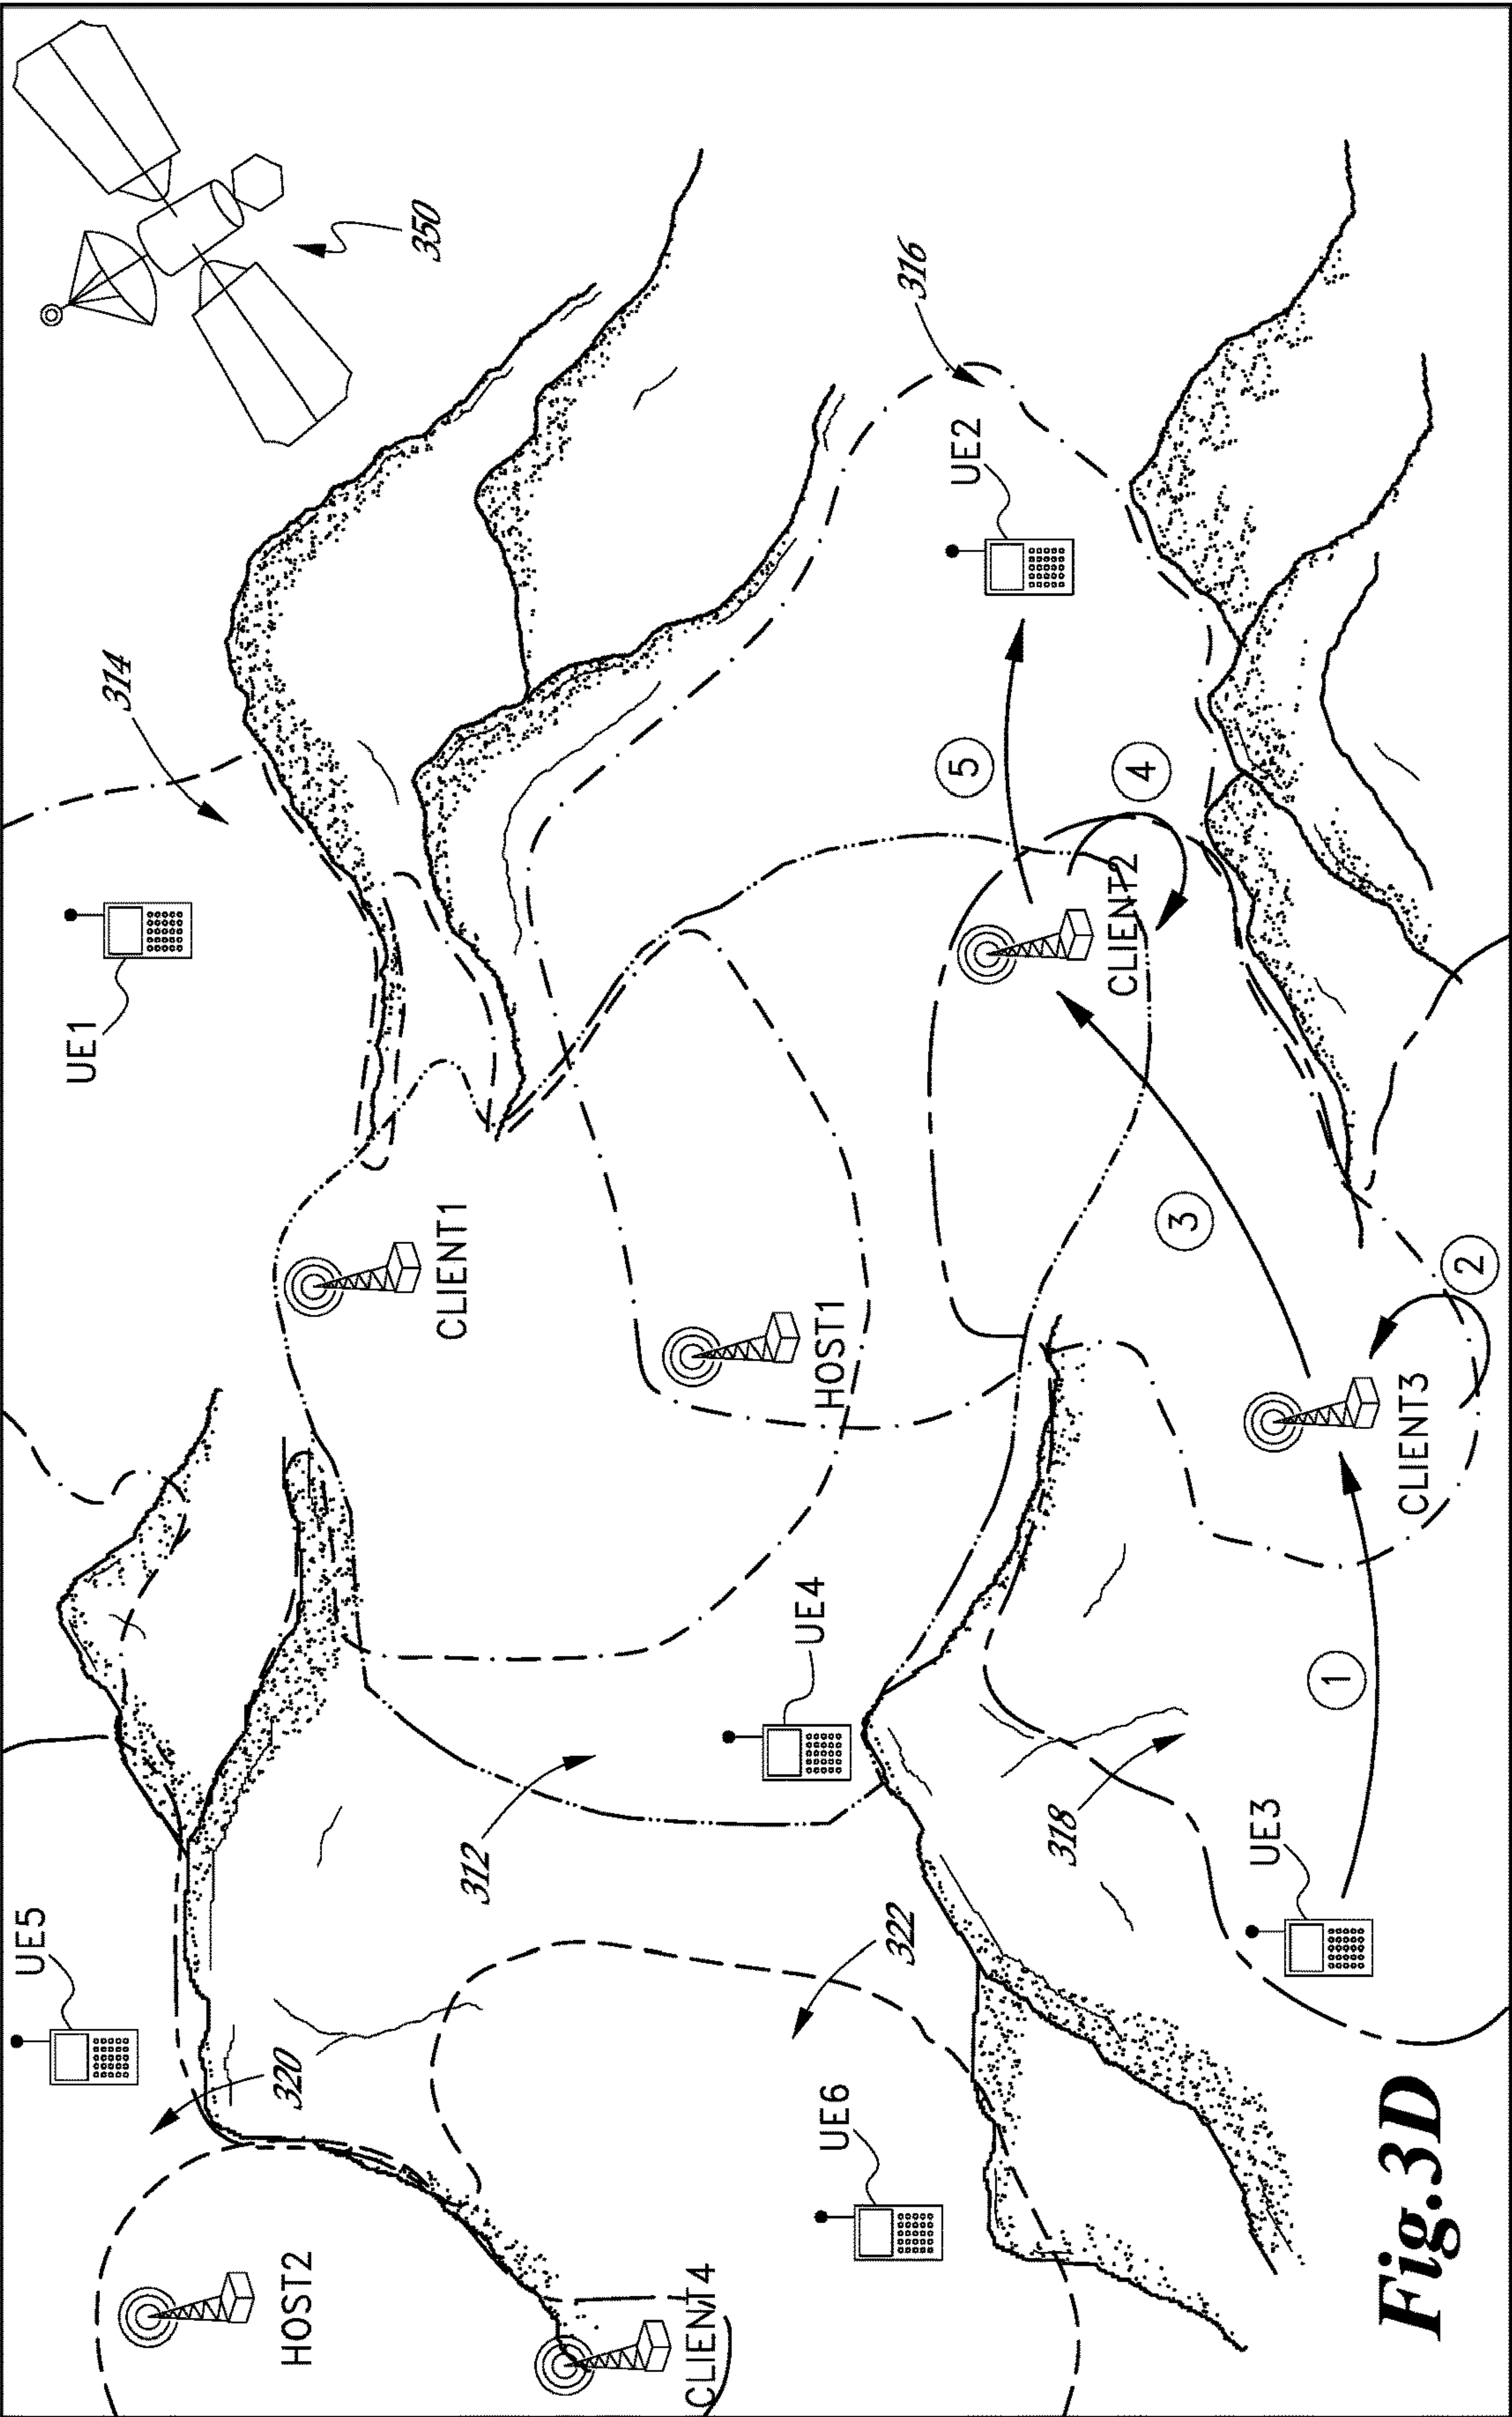 350
316
UE2
314
UE1
5
4
CLIENT2
CLIENT1
3
HOST1
2
CLIENT3
UE4
1
312
318
UE3
UE5
322
320
UE6
HOST2
CLIENT4
Fig.3D